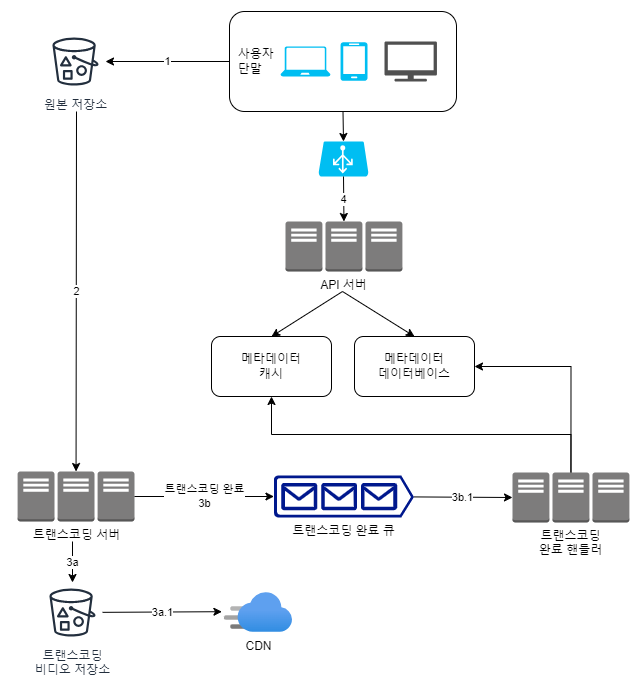 사용자
단말
1
원본 저장소
4
API 서버
2
메타데이터
캐시
메타데이터
데이터베이스
트랜스코딩 완료
3b
3b.1
트랜스코딩 서버
트랜스코딩 완료 큐
트랜스코딩
완료 핸들러
3a
3a.1
트랜스코딩
비디오 저장소
CDN